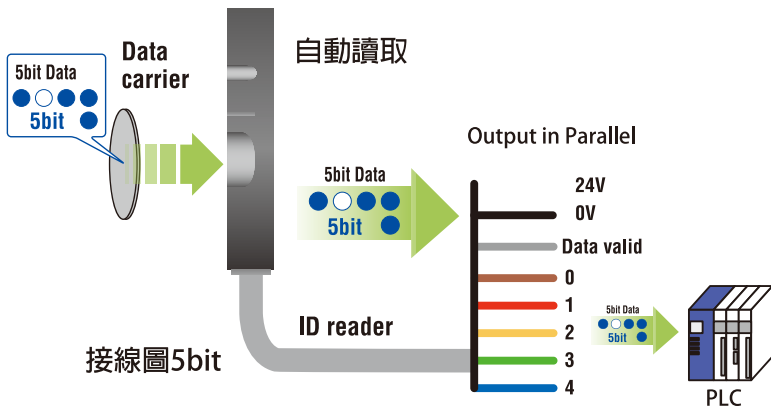 自動讀取
Data
carrier
5bit Data
5bit
Output in Parallel
5bit Data
5bit
24V
0V
Data valid
0
1
2
3
4
ID reader
5bit Data
5bit
接線圖5bit
PLC